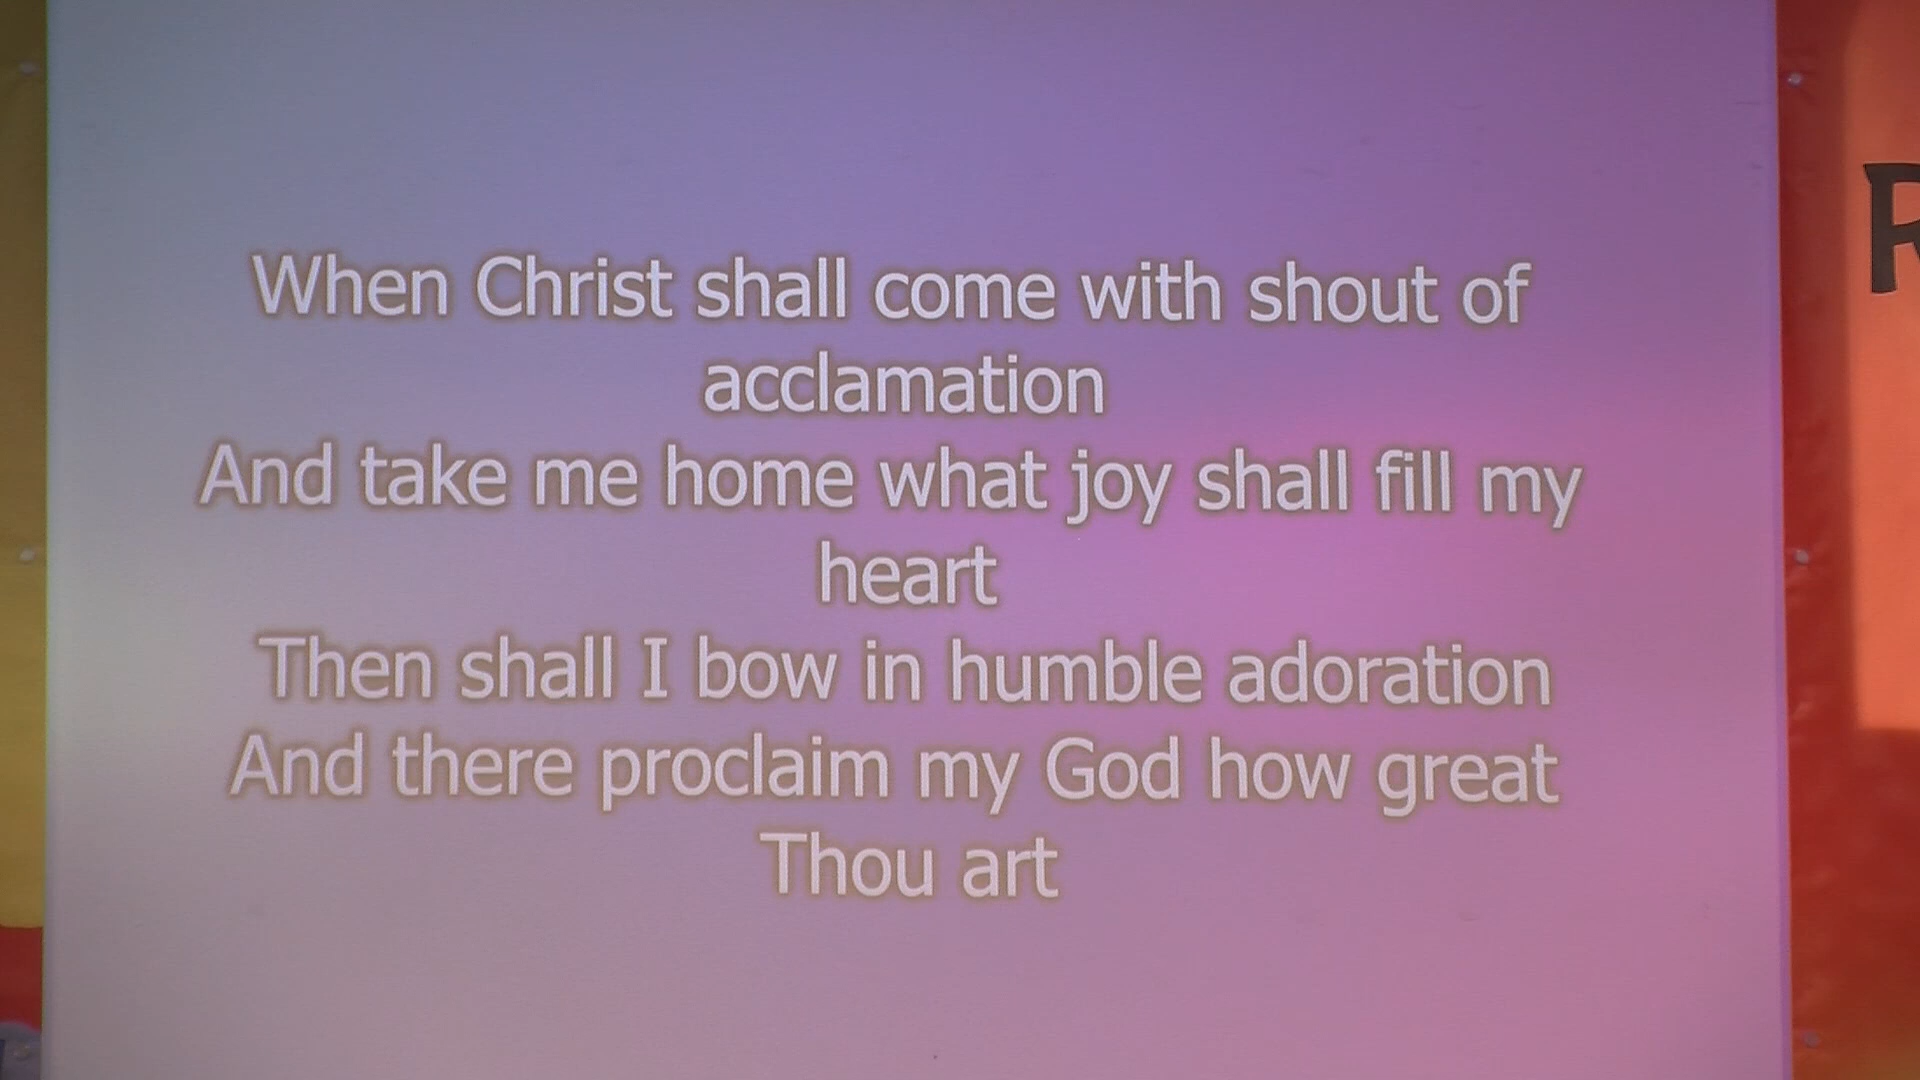 When Christ shall come with shout of
acclamation
And take me home what joy shall fill my
heart
Then shall I bow in humble adoration
And there proclaim my God how great
Thou art
R